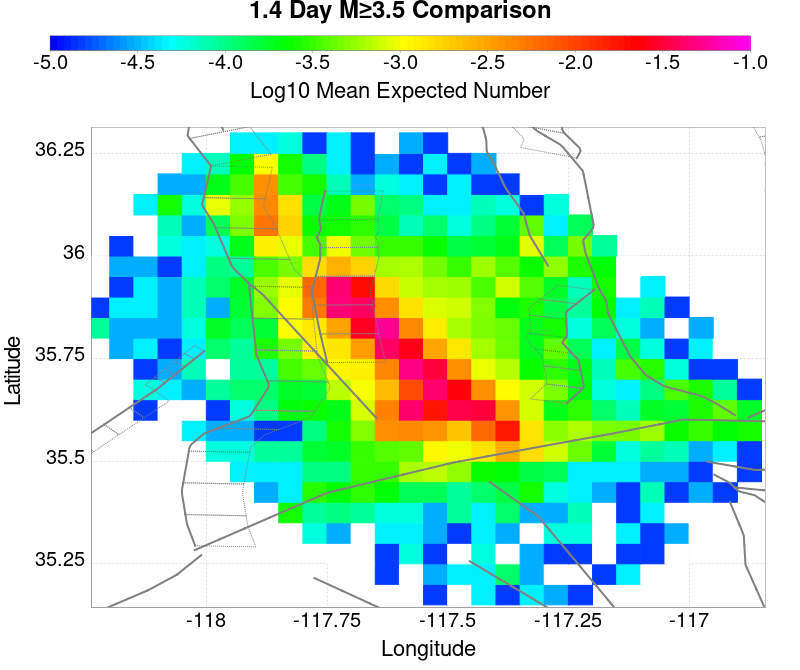 1.4 Day M≥3.5 Comparison
-5.0 -4.5 -4.0 -3.5 -3.0 -2.5 -2.0 -1.5 -1.0
Log10 Mean Expected Number
36.25
36
35.75
35.5
35.25
Latitude
-118 -117.75 -117.5 -117.25 -117
Longitude